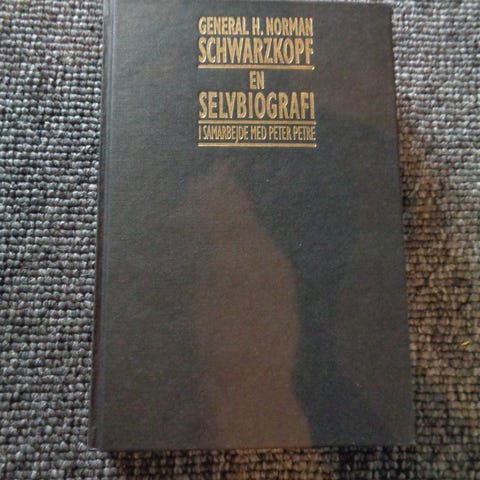 GENERAL H. NORMAN
SCHWARZKOPF
EN
SELVBIOGRAFI
I SAMARBEJDE MED PETER PETRE